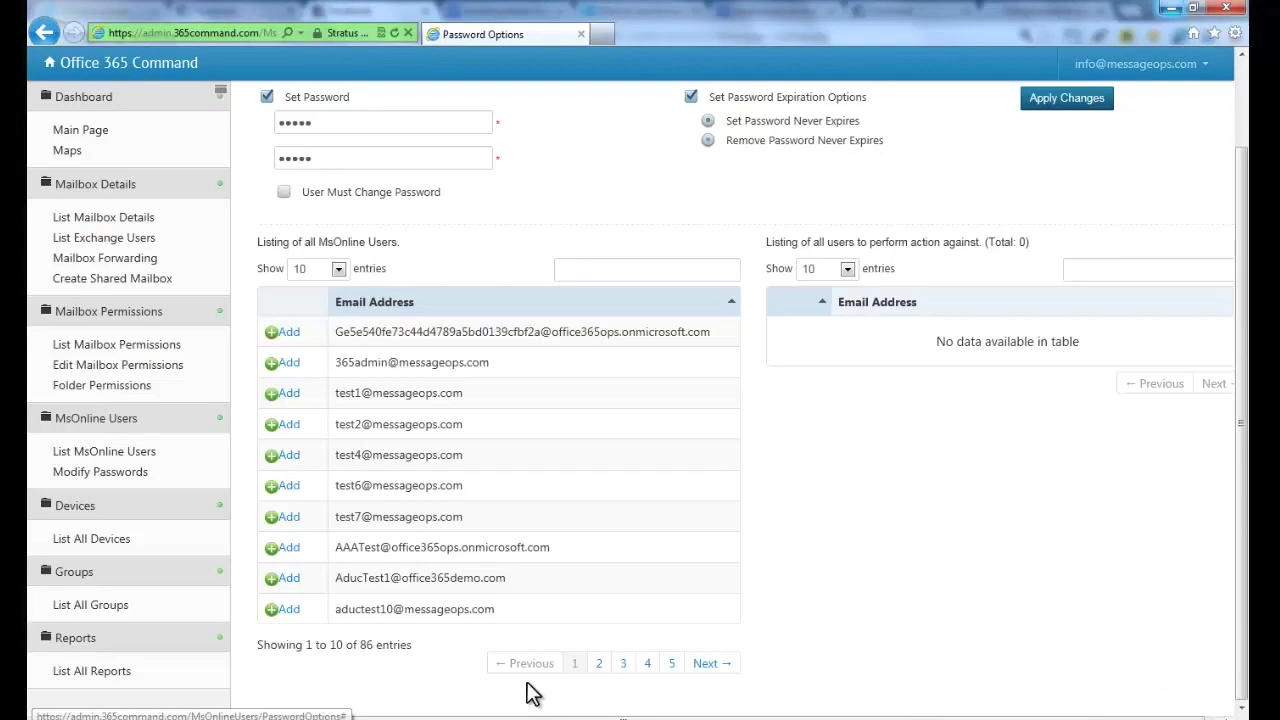 https://admin.365command.com/Ms
Stratus ...
Password Options
Office 365 Command
info@messageops.com
Dashboard
Main Page
Maps
Mailbox Details
List Mailbox Details
List Exchange Users
Mailbox Forwarding
Create Shared Mailbox
Mailbox Permissions
List Mailbox Permissions
Edit Mailbox Permissions
Folder Permissions
MsOnline Users
List MsOnline Users
Modify Passwords
Devices
List All Devices
Groups
List All Groups
Reports
List All Reports
Set Password
••••• *
••••• *
User Must Change Password
Set Password Expiration Options
Set Password Never Expires
Remove Password Never Expires
Apply Changes
Listing of all MsOnline Users.
Show 10 entries
Email Address
Add Ge5e540fe73c44d4789a5bd0139cfbf2a@office365ops.onmicrosoft.com
Add 365admin@messageops.com
Add test1@messageops.com
Add test2@messageops.com
Add test4@messageops.com
Add test6@messageops.com
Add test7@messageops.com
Add AAATest@office365ops.onmicrosoft.com
Add AducTest1@office365demo.com
Add aductest10@messageops.com
Showing 1 to 10 of 86 entries
← Previous 1 2 3 4 5 Next →
Listing of all users to perform action against. (Total: 0)
Show 10 entries
Email Address
No data available in table
← Previous Next
https://admin.365command.com/MsOnlineUsers/PasswordOptions#